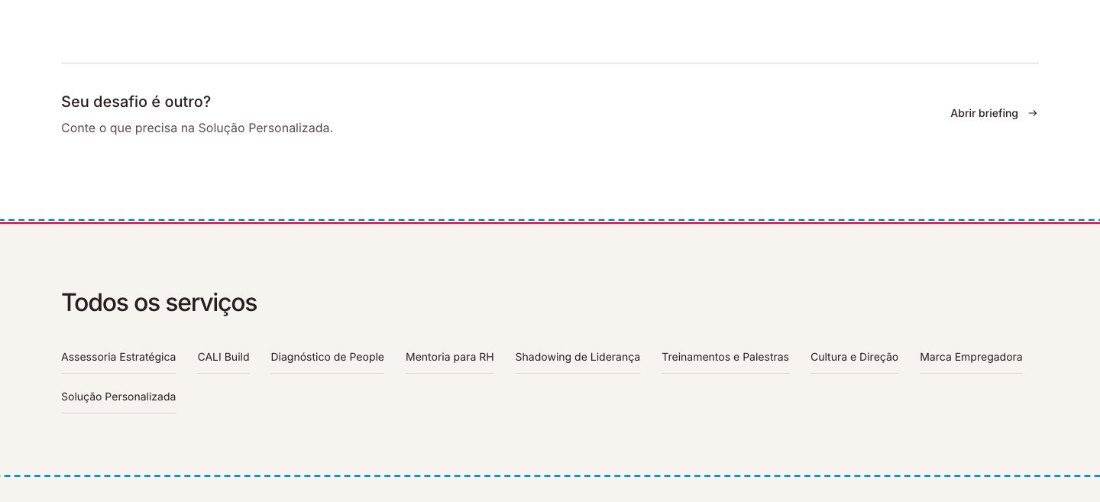 Seu desafio é outro?
Conte o que precisa na Solução Personalizada.
Abrir briefing →
Todos os serviços
Assessoria Estratégica CALI Build Diagnóstico de People Mentoria para RH Shadowing de Liderança Treinamentos e Palestras Cultura e Direção Marca Empregadora
Solução Personalizada